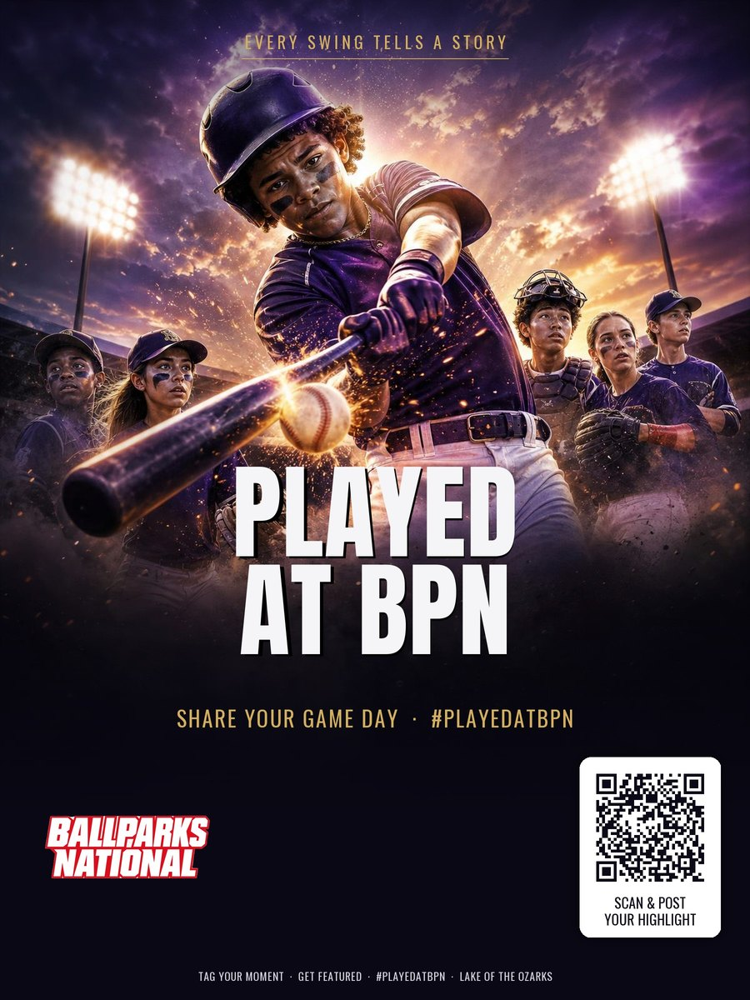 EVERY SWING TELLS A STORY
PLAYED
AT BPN
SHARE YOUR GAME DAY · #PLAYEDATBPN
BALLPARKS
NATIONAL
SCAN & POST
YOUR HIGHLIGHT
TAG YOUR MOMENT · GET FEATURED · #PLAYEDATBPN · LAKE OF THE OZARKS